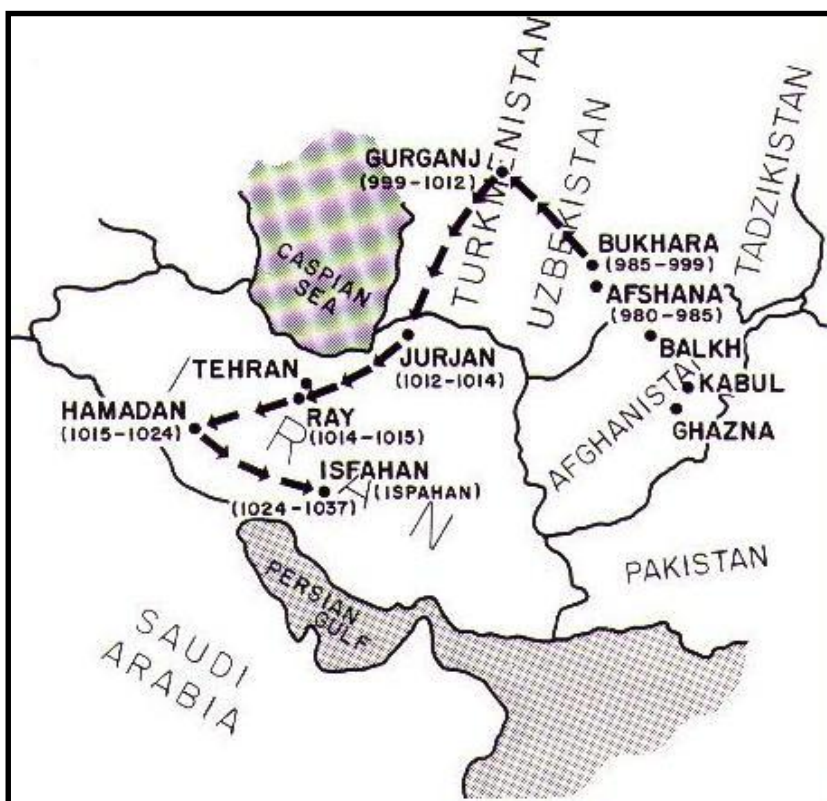 TURKMENISTAN
UZBEKISTAN
TADZIKISTAN
GURGANJ
(999-1012)
CASPIAN
SEA
BUKHARA
(985-999)
AFSHANA
(980-985)
BALKH
KABUL
GHAZNA
AFGHANISTAN
JURJAN
(1012-1014)
TEHRAN
RAY
(1014-1015)
HAMADAN
(1015-1024)
ISFAHAN
(ISPAHAN)
(1024-1037)
IRAN
PERSIAN
GULF
PAKISTAN
SAUDI
ARABIA